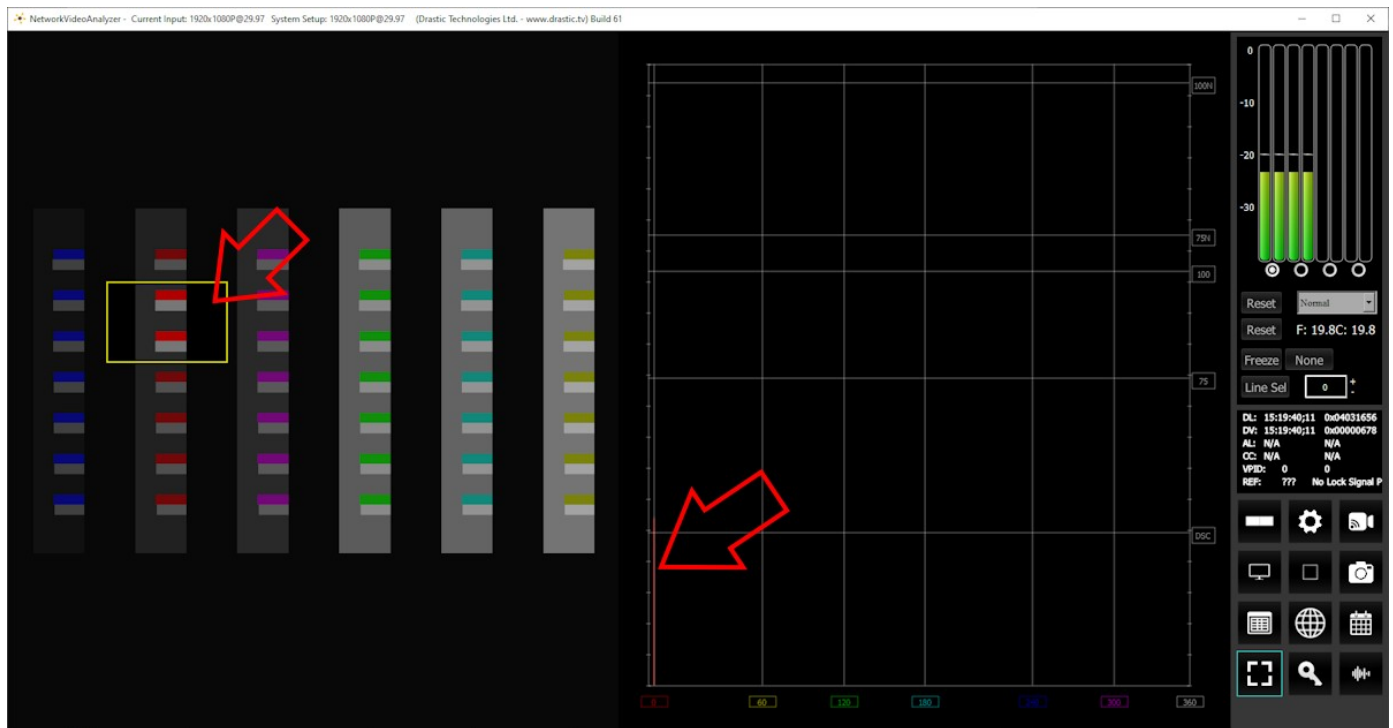 NetworkVideoAnalyzer - Current Input: 1920x1080P@29.97 System Setup: 1920x1080P@29.97 (Drastic Technologies Ltd. - www.drastic.tv) Build 61
0
-10
-20
-30
100N
75N
100
75
DSC
0 60 120 180 240 300 360
Reset Normal
Reset F: 19.8C: 19.8
Freeze None
Line Sel 0 + -
DL: 15:19:40;11 0x04031656
DV: 15:19:40;11 0x00000678
AL: N/A N/A
CC: N/A N/A
VPID: 0 0
REF: ??? No Lock Signal P